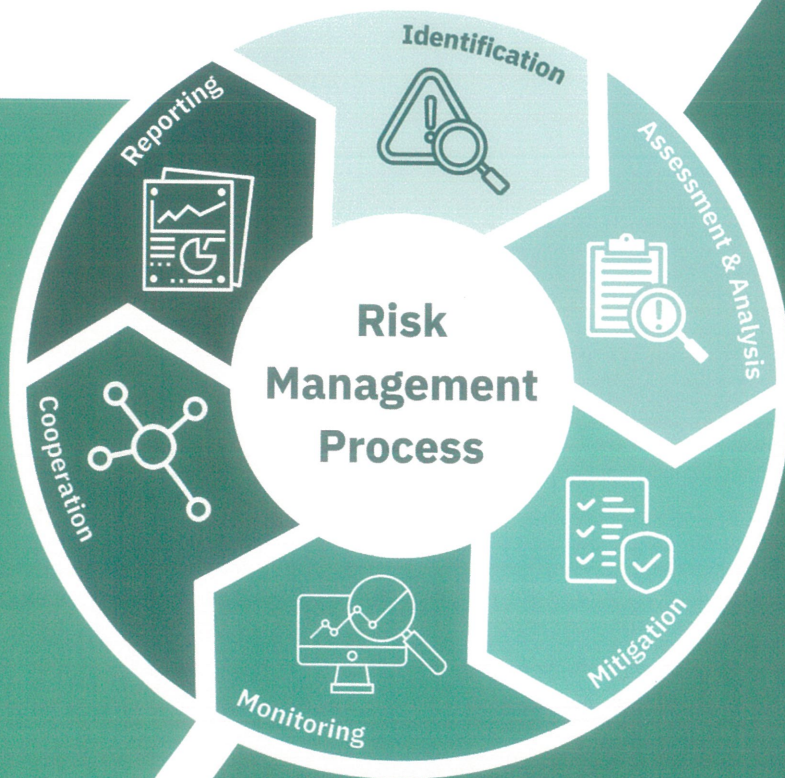 Risk
Management
Process
Identification
Assessment & Analysis
Mitigation
Monitoring
Cooperation
Reporting